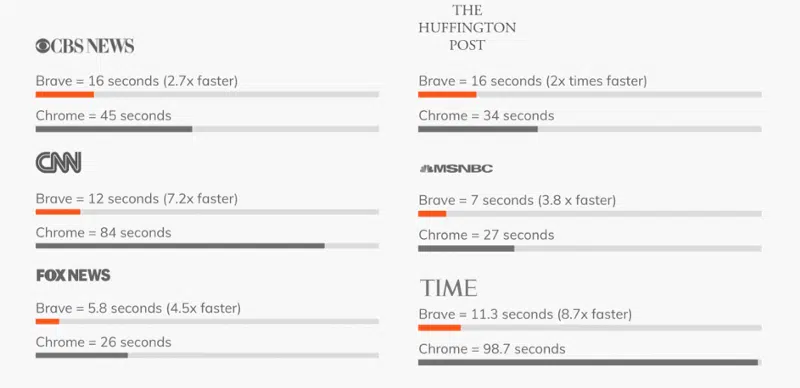 CBS NEWS
Brave = 16 seconds (2.7x faster)
Chrome = 45 seconds
CNN
Brave = 12 seconds (7.2x faster)
Chrome = 84 seconds
FOX NEWS
Brave = 5.8 seconds (4.5x faster)
Chrome = 26 seconds
THE
HUFFINGTON
POST
Brave = 16 seconds (2x times faster)
Chrome = 34 seconds
MSNBC
Brave = 7 seconds (3.8 x faster)
Chrome = 27 seconds
TIME
Brave = 11.3 seconds (8.7x faster)
Chrome = 98.7 seconds